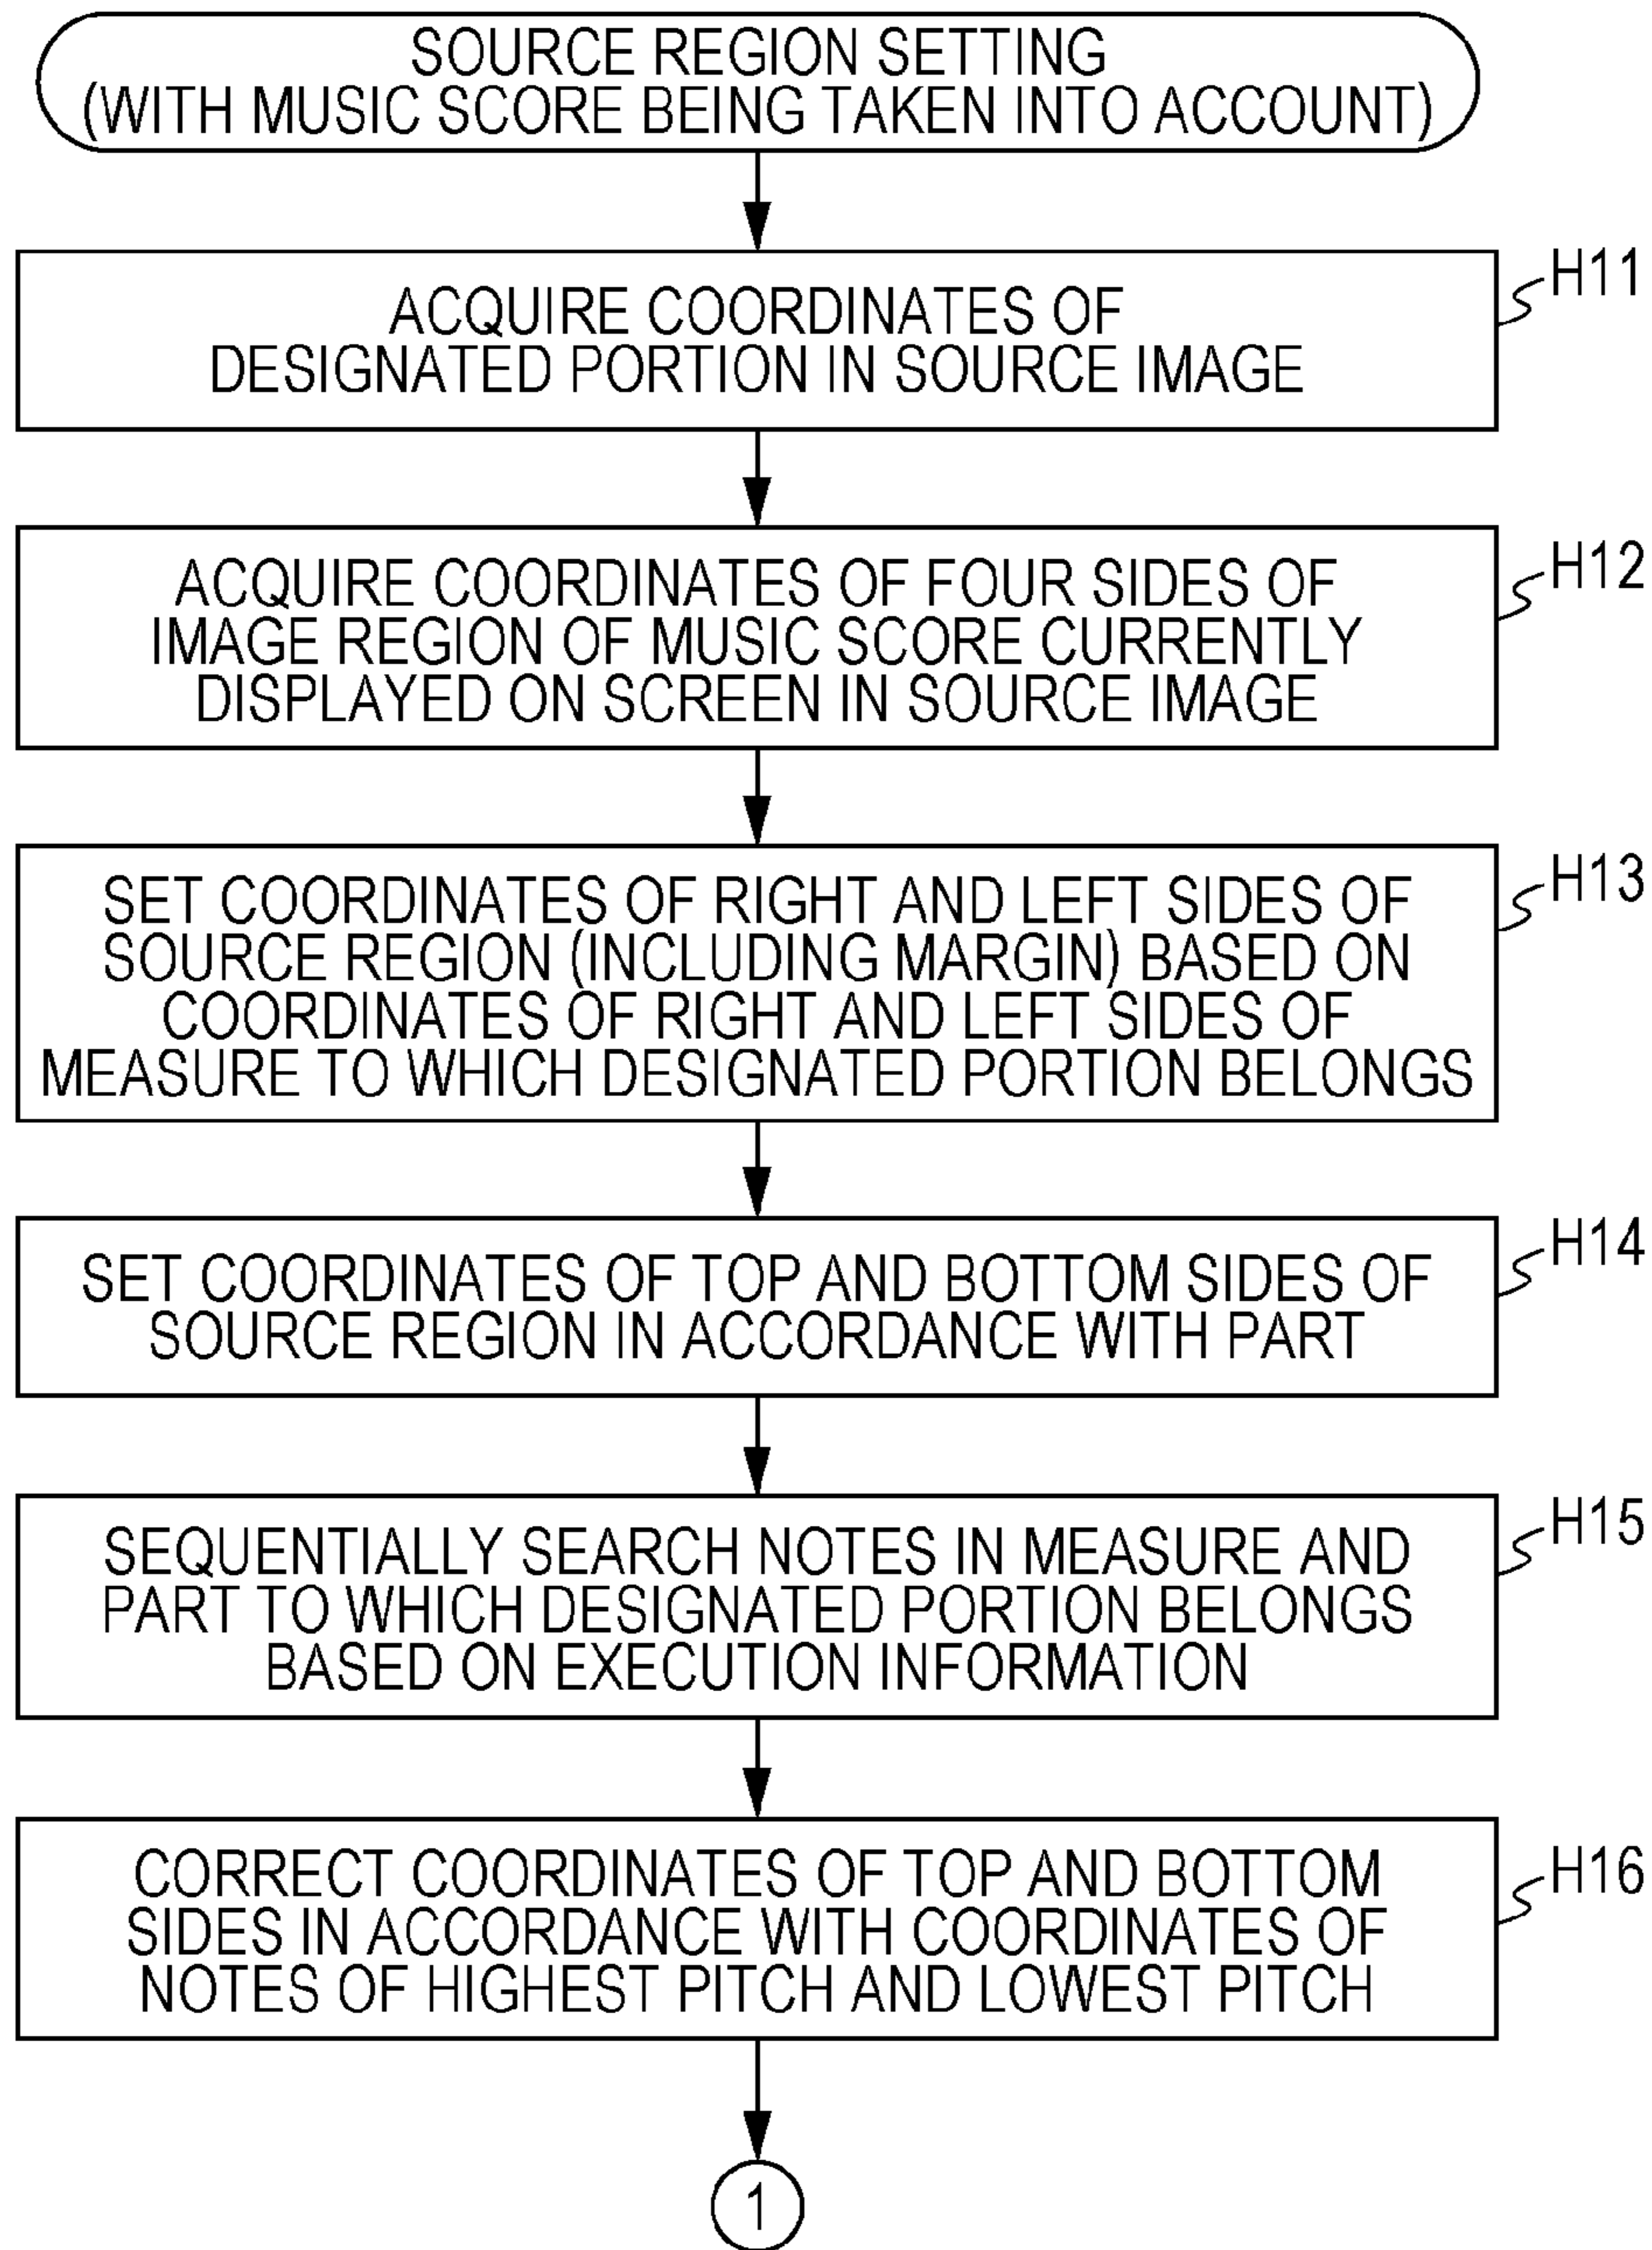 SOURCE REGION SETTING
(WITH MUSIC SCORE BEING TAKEN INTO ACCOUNT)
H11
ACQUIRE COORDINATES OF
DESIGNATED PORTION IN SOURCE IMAGE
H12
ACQUIRE COORDINATES OF FOUR SIDES OF
IMAGE REGION OF MUSIC SCORE CURRENTLY
DISPLAYED ON SCREEN IN SOURCE IMAGE
H13
SET COORDINATES OF RIGHT AND LEFT SIDES OF
SOURCE REGION (INCLUDING MARGIN) BASED ON
COORDINATES OF RIGHT AND LEFT SIDES OF
MEASURE TO WHICH DESIGNATED PORTION BELONGS
H14
SET COORDINATES OF TOP AND BOTTOM SIDES OF
SOURCE REGION IN ACCORDANCE WITH PART
H15
SEQUENTIALLY SEARCH NOTES IN MEASURE AND
PART TO WHICH DESIGNATED PORTION BELONGS
BASED ON EXECUTION INFORMATION
H16
CORRECT COORDINATES OF TOP AND BOTTOM
SIDES IN ACCORDANCE WITH COORDINATES OF
NOTES OF HIGHEST PITCH AND LOWEST PITCH
1